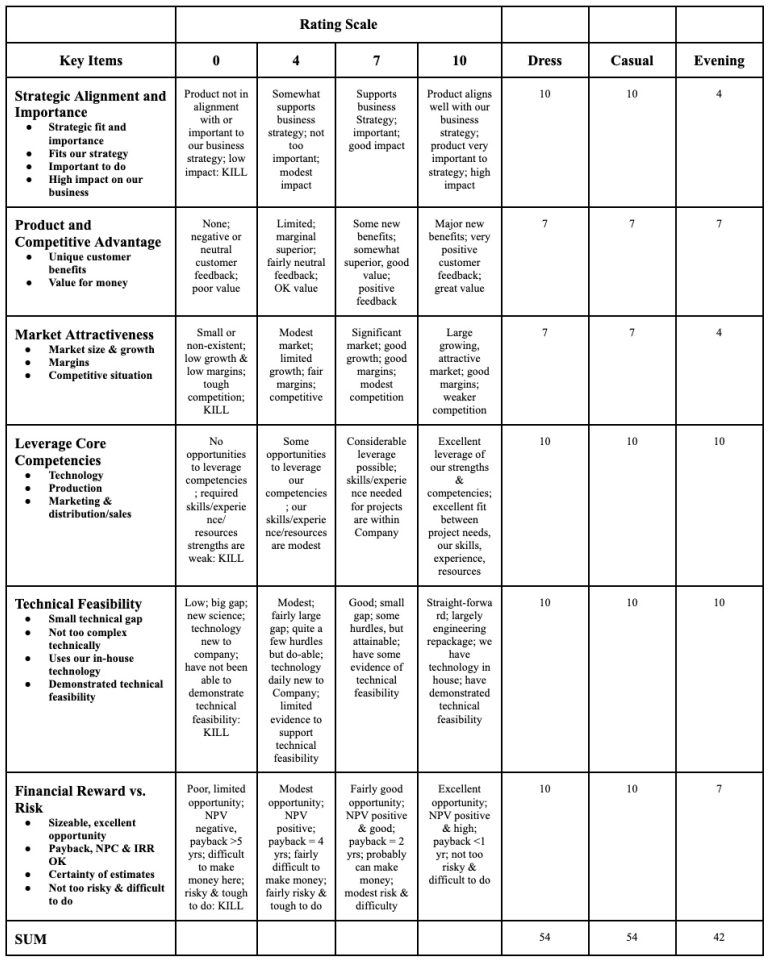 Rating Scale
Key Items 0 4 7 10 Dress Casual Evening
Strategic Alignment and
Importance
● Strategic fit and
importance
● Fits our strategy
● Important to do
● High impact on our
business
Product not in
alignment
with or
important to
our business
strategy; low
impact: KILL
Somewhat
supports
business
strategy; not
too
important;
modest
impact
Supports
business
Strategy;
important;
good impact
Product aligns
well with our
business
strategy;
product very
important to
strategy; high
impact
10
10
4
Product and
Competitive Advantage
● Unique customer
benefits
● Value for money
None;
negative or
neutral
customer
feedback;
poor value
Limited;
marginal
superior;
fairly neutral
feedback;
OK value
Some new
benefits;
somewhat
superior, good
value;
positive
feedback
Major new
benefits; very
positive
customer
feedback;
great value
7
7
7
Market Attractiveness
● Market size & growth
● Margins
● Competitive situation
Small or
non-existent;
low growth &
low margins;
tough
competition;
KILL
Modest
market;
limited
growth; fair
margins;
competitive
Significant
market; good
growth; good
margins;
modest
competition
Large
growing,
attractive
market; good
margins;
weaker
competition
7
7
4
Leverage Core
Competencies
● Technology
● Production
● Marketing &
distribution/sales
No
opportunities
to leverage
competencies
; required
skills/experie
nce/
resources
strengths are
weak: KILL
Some
opportunities
to leverage
our
competencies
; our
skills/experie
nce/resources
are modest
Considerable
leverage
possible;
skills/experie
nce needed
for projects
are within
Company
Excellent
leverage of
our strengths
&
competencies;
excellent fit
between
project needs,
our skills,
experience,
resources
10
10
10
Technical Feasibility
● Small technical gap
● Not too complex
technically
● Uses our in-house
technology
● Demonstrated technical
feasibility
Low; big gap;
new science;
technology
new to
company;
have not been
able to
demonstrate
technical
feasibility:
KILL
Modest;
fairly large
gap; quite a
few hurdles
but do-able;
technology
daily new to
Company;
limited
evidence to
support
technical
feasibility
Good; small
gap; some
hurdles, but
attainable;
have some
evidence of
technical
feasibility
Straight-forwa
rd; largely
engineering
repackage; we
have
technology in
house; have
demonstrated
technical
feasibility
10
10
10
Financial Reward vs.
Risk
● Sizeable, excellent
opportunity
● Payback, NPC & IRR
OK
● Certainty of estimates
● Not too risky & difficult
to do
Poor, limited
opportunity;
NPV
negative,
payback >5
yrs; difficult
to make
money here;
risky & tough
to do: KILL
Modest
opportunity;
NPV
positive;
payback = 4
yrs; fairly
difficult to
make money;
fairly risky &
tough to do
Fairly good
opportunity;
NPV positive
& good;
payback = 2
yrs; probably
can make
money;
modest risk &
difficulty
Excellent
opportunity;
NPV positive
& high;
payback <1
yr; not too
risky &
difficult to do
10
10
7
SUM 54 54 42